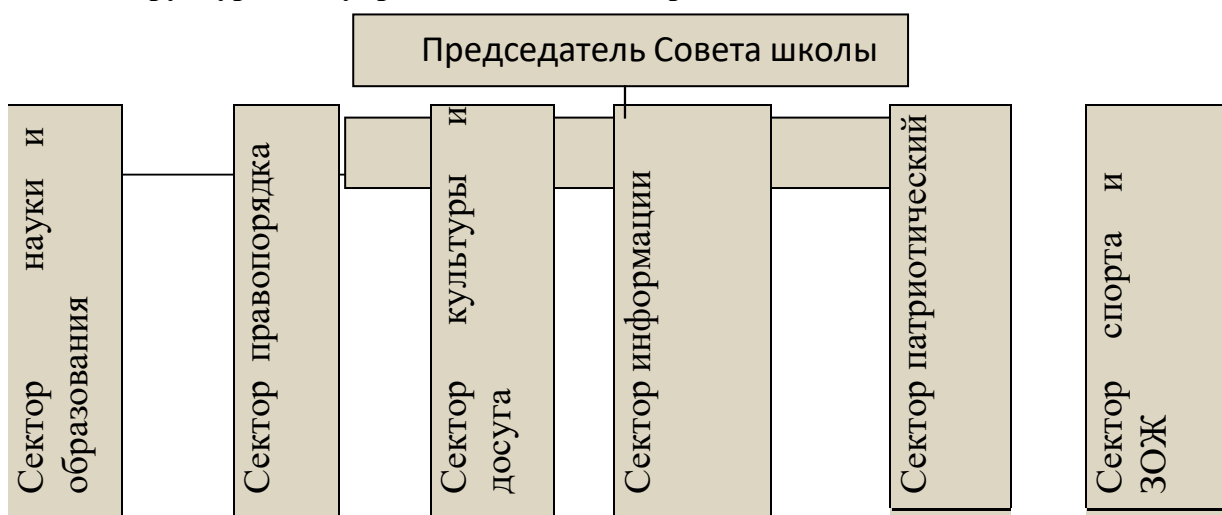 Председатель Совета школы
Сектор науки и
образования
Сектор правопорядка
Сектор культуры и
досуга
Сектор информации
Сектор патриотический
Сектор спорта и
ЗОЖ